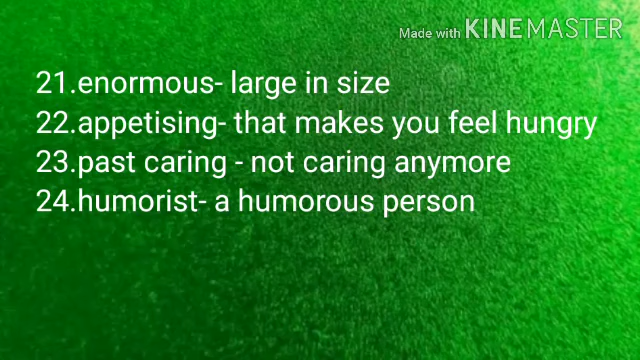 Made with KINEMASTER
21.enormous- large in size
22.appetising- that makes you feel hungry
23.past caring - not caring anymore
24.humorist- a humorous person